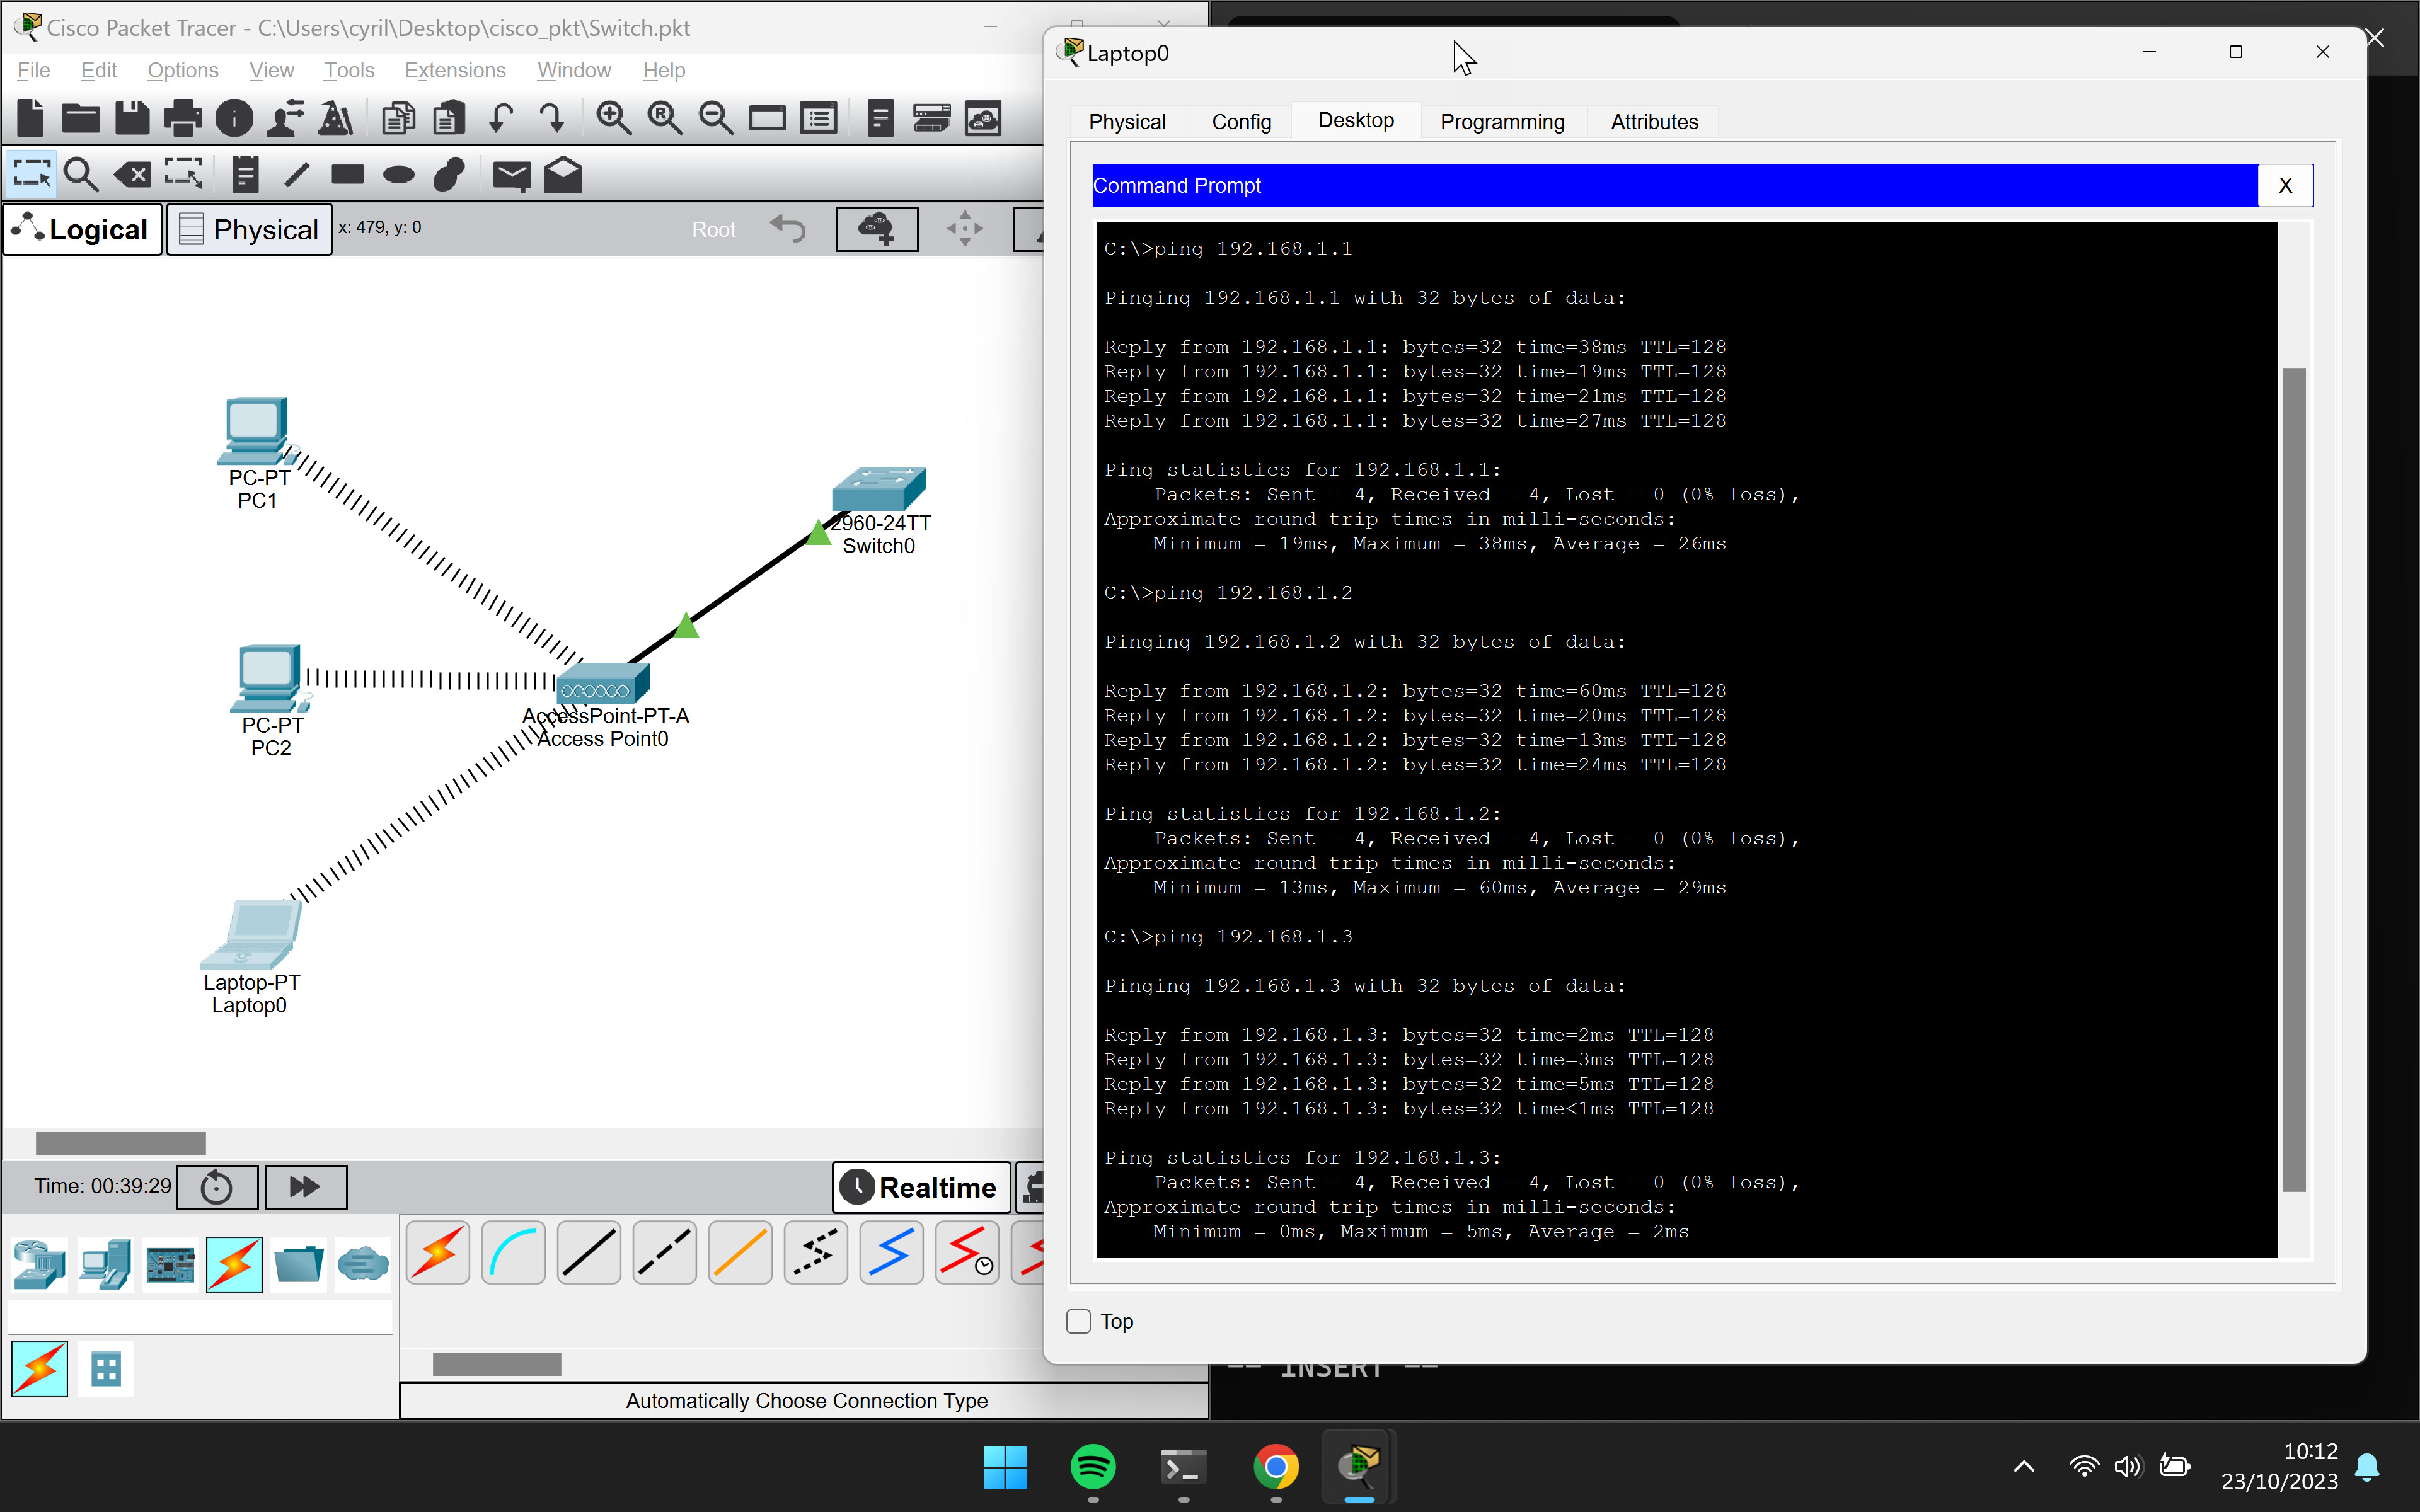 Cisco Packet Tracer - C:\Users\cyril\Desktop\cisco_pkt\Switch.pkt
File Edit Options View Tools Extensions Window Help
Logical
Physical
x: 479, y: 0
Root
PC-PT
PC1
2960-24TT
Switch0
PC-PT
PC2
AccessPoint-PT-A
Access Point0
Laptop-PT
Laptop0
Time: 00:39:29
Realtime
Automatically Choose Connection Type
Laptop0
Physical Config Desktop Programming Attributes
Command Prompt
X
C:\>ping 192.168.1.1
Pinging 192.168.1.1 with 32 bytes of data:
Reply from 192.168.1.1: bytes=32 time=38ms TTL=128
Reply from 192.168.1.1: bytes=32 time=19ms TTL=128
Reply from 192.168.1.1: bytes=32 time=21ms TTL=128
Reply from 192.168.1.1: bytes=32 time=27ms TTL=128
Ping statistics for 192.168.1.1:
Packets: Sent = 4, Received = 4, Lost = 0 (0% loss),
Approximate round trip times in milli-seconds:
Minimum = 19ms, Maximum = 38ms, Average = 26ms
C:\>ping 192.168.1.2
Pinging 192.168.1.2 with 32 bytes of data:
Reply from 192.168.1.2: bytes=32 time=60ms TTL=128
Reply from 192.168.1.2: bytes=32 time=20ms TTL=128
Reply from 192.168.1.2: bytes=32 time=13ms TTL=128
Reply from 192.168.1.2: bytes=32 time=24ms TTL=128
Ping statistics for 192.168.1.2:
Packets: Sent = 4, Received = 4, Lost = 0 (0% loss),
Approximate round trip times in milli-seconds:
Minimum = 13ms, Maximum = 60ms, Average = 29ms
C:\>ping 192.168.1.3
Pinging 192.168.1.3 with 32 bytes of data:
Reply from 192.168.1.3: bytes=32 time=2ms TTL=128
Reply from 192.168.1.3: bytes=32 time=3ms TTL=128
Reply from 192.168.1.3: bytes=32 time=5ms TTL=128
Reply from 192.168.1.3: bytes=32 time<1ms TTL=128
Ping statistics for 192.168.1.3:
Packets: Sent = 4, Received = 4, Lost = 0 (0% loss),
Approximate round trip times in milli-seconds:
Minimum = 0ms, Maximum = 5ms, Average = 2ms
Top
-- INSERT --
10:12
23/10/2023